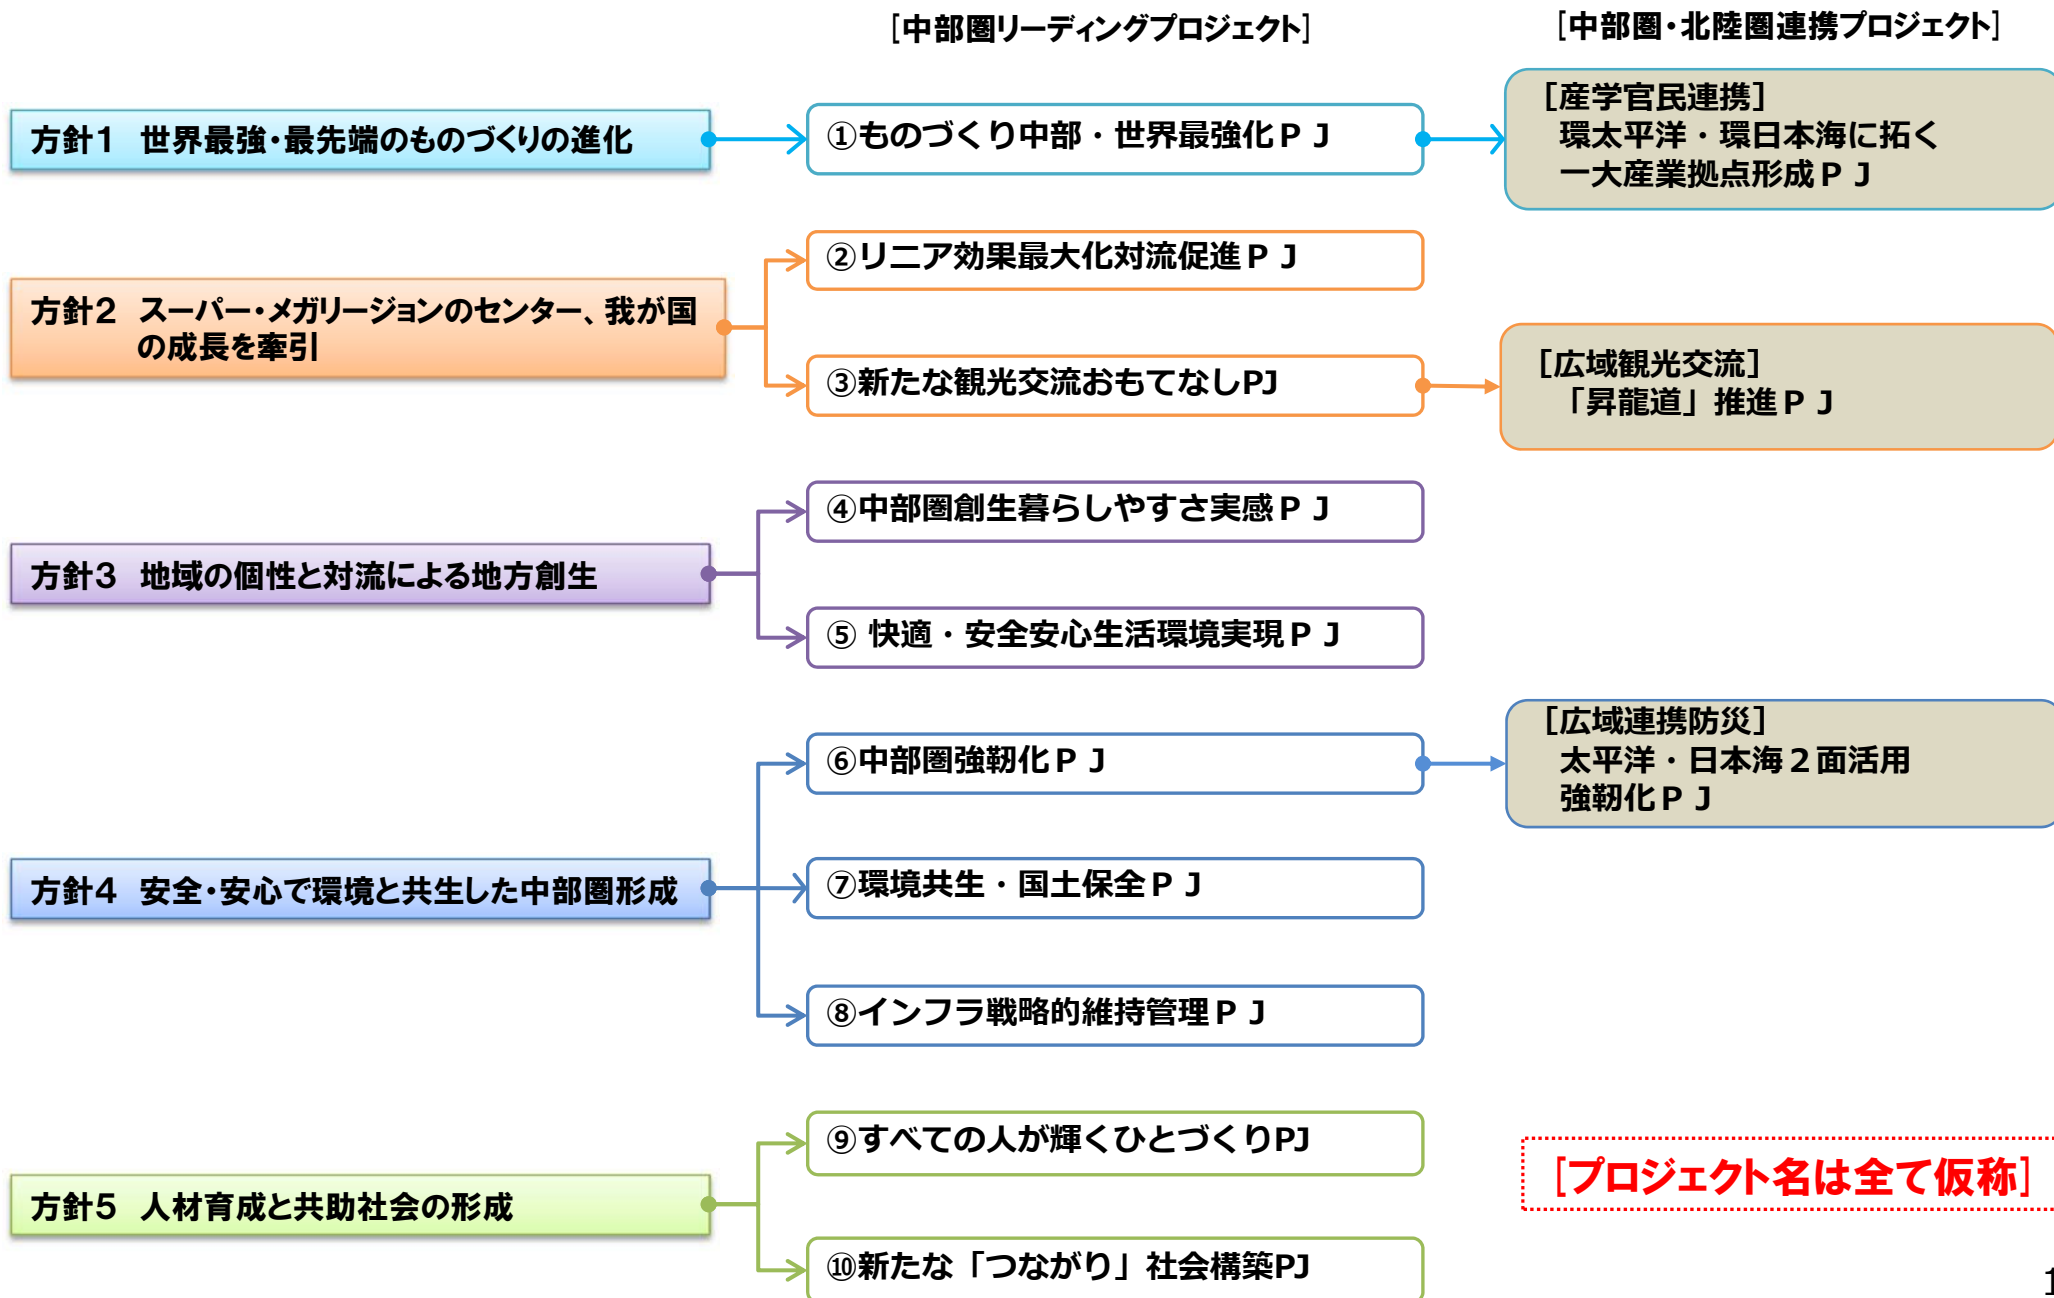 [中部圏リーディングプロジェクト]
[中部圏・北陸圏連携プロジェクト]
方針1 世界最強・最先端のものづくりの進化
①ものづくり中部・世界最強化ＰＪ
[産学官民連携]
環太平洋・環日本海に拓く
一大産業拠点形成ＰＪ
方針2 スーパー・メガリージョンのセンター、我が国
の成長を牽引
②リニア効果最大化対流促進ＰＪ
③新たな観光交流おもてなしPJ
[広域観光交流]
「昇龍道」推進ＰＪ
方針3 地域の個性と対流による地方創生
④中部圏創生暮らしやすさ実感ＰＪ
⑤ 快適・安全安心生活環境実現ＰＪ
方針4 安全・安心で環境と共生した中部圏形成
⑥中部圏強靭化ＰＪ
[広域連携防災]
太平洋・日本海２面活用
強靭化ＰＪ
⑦環境共生・国土保全ＰＪ
⑧インフラ戦略的維持管理ＰＪ
方針5 人材育成と共助社会の形成
⑨すべての人が輝くひとづくりPJ
⑩新たな「つながり」社会構築PJ
[プロジェクト名は全て仮称]